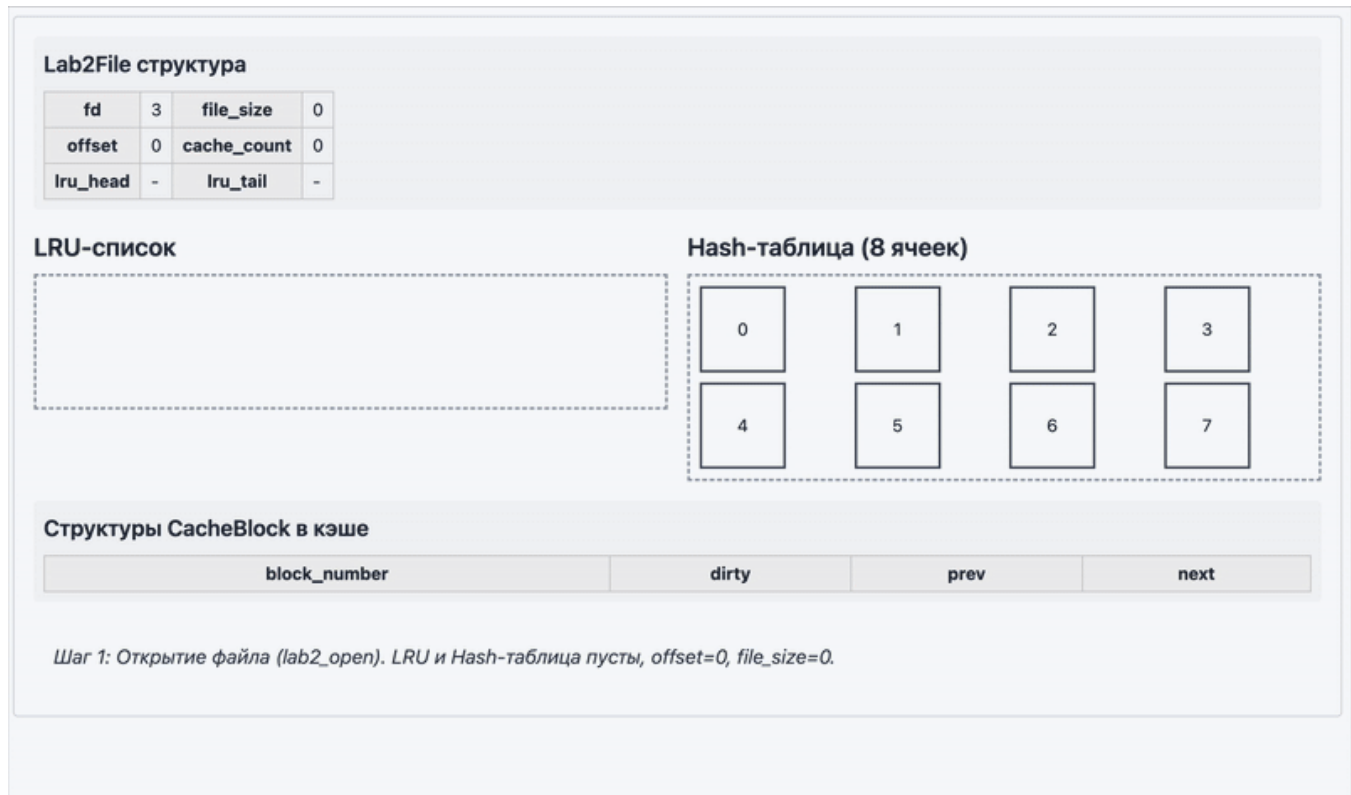 Lab2File структура
fd 3 file_size 0
offset 0 cache_count 0
lru_head - lru_tail -
LRU-список
Hash-таблица (8 ячеек)
0 1 2 3
4 5 6 7
Структуры CacheBlock в кэше
block_number dirty prev next
Шаг 1: Открытие файла (lab2_open). LRU и Hash-таблица пусты, offset=0, file_size=0.